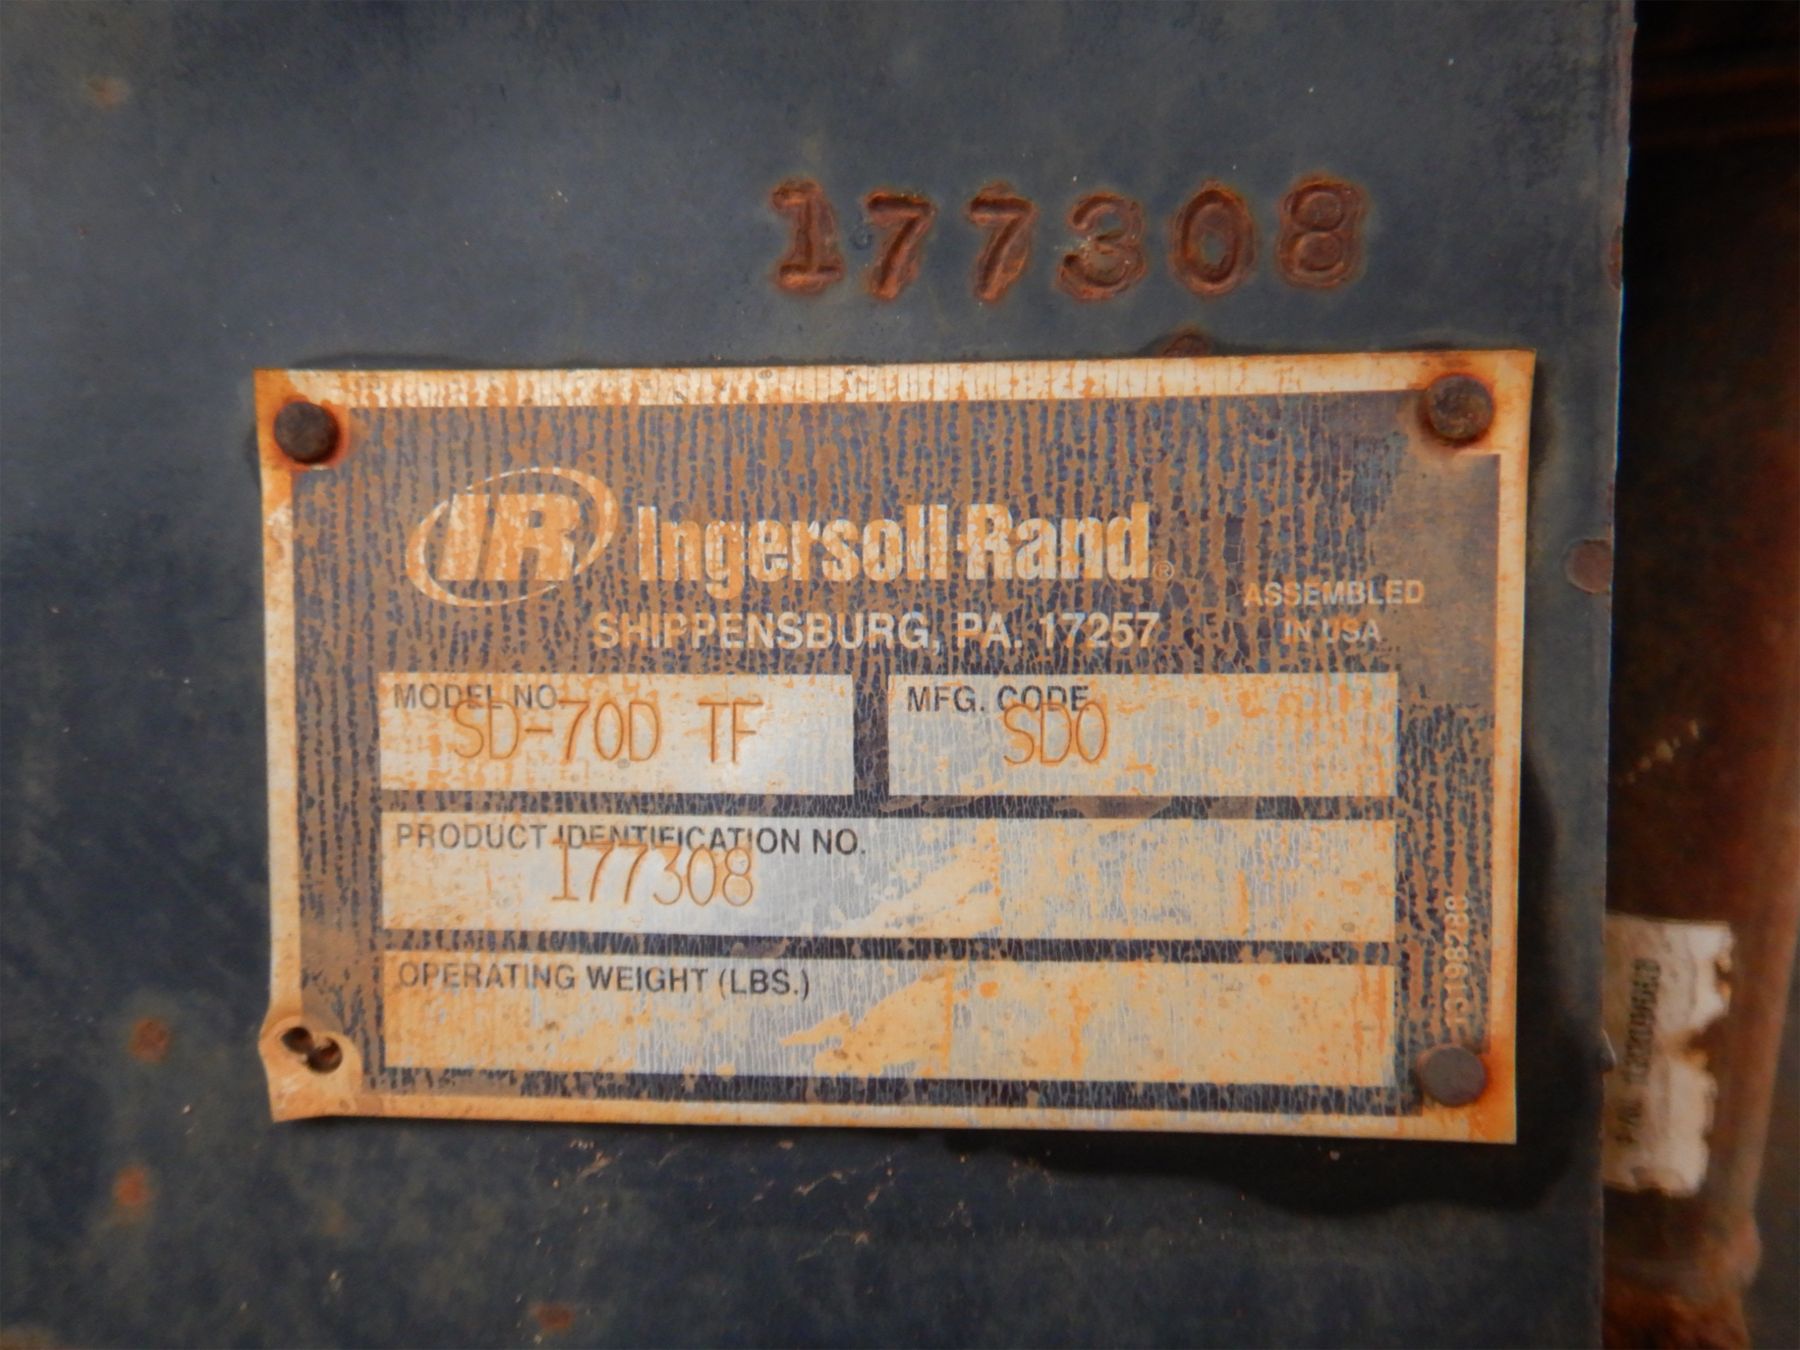 177308
IR Ingersoll-Rand®
SHIPPENSBURG, PA. 17257
ASSEMBLED
IN USA
MODEL NO.
SD-70D TF
MFG. CODE
SDO
PRODUCT IDENTIFICATION NO.
177308
OPERATING WEIGHT (LBS.)
P/N